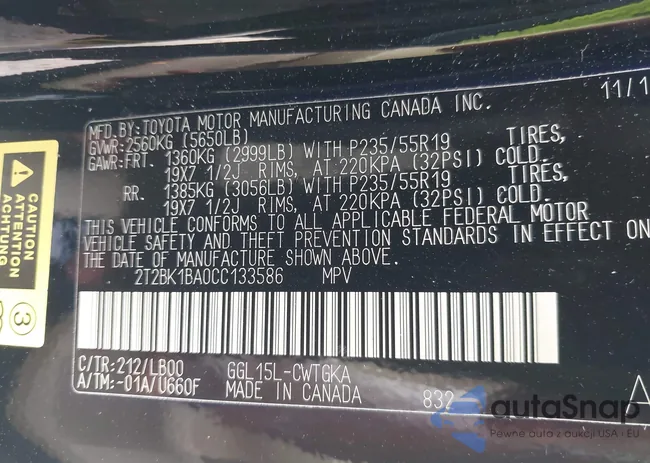 MFD. BY: TOYOTA MOTOR MANUFACTURING CANADA INC. 11/1
GVWR: 2560KG (5650LB)
GAWR: FRT. 1360KG (2999LB) WITH P235/55R19 TIRES,
19X7 1/2J RIMS, AT 220KPA (32PSI) COLD.
RR. 1385KG (3056LB) WITH P235/55R19 TIRES,
19X7 1/2J RIMS, AT 220KPA (32PSI) COLD.
THIS VEHICLE CONFORMS TO ALL APPLICABLE FEDERAL MOTOR
VEHICLE SAFETY AND THEFT PREVENTION STANDARDS IN EFFECT ON
THE DATE OF MANUFACTURE SHOWN ABOVE.
2T2BK1BA0CC133586 MPV
C/TR: 212/LB00 GGL15L-CWTGKA
A/TM: -01A/U660F MADE IN CANADA 832 A
CAUTION
ATTENTION
ACHTUNG
3
autaSnap
Pewne auta z aukcji USA i EU